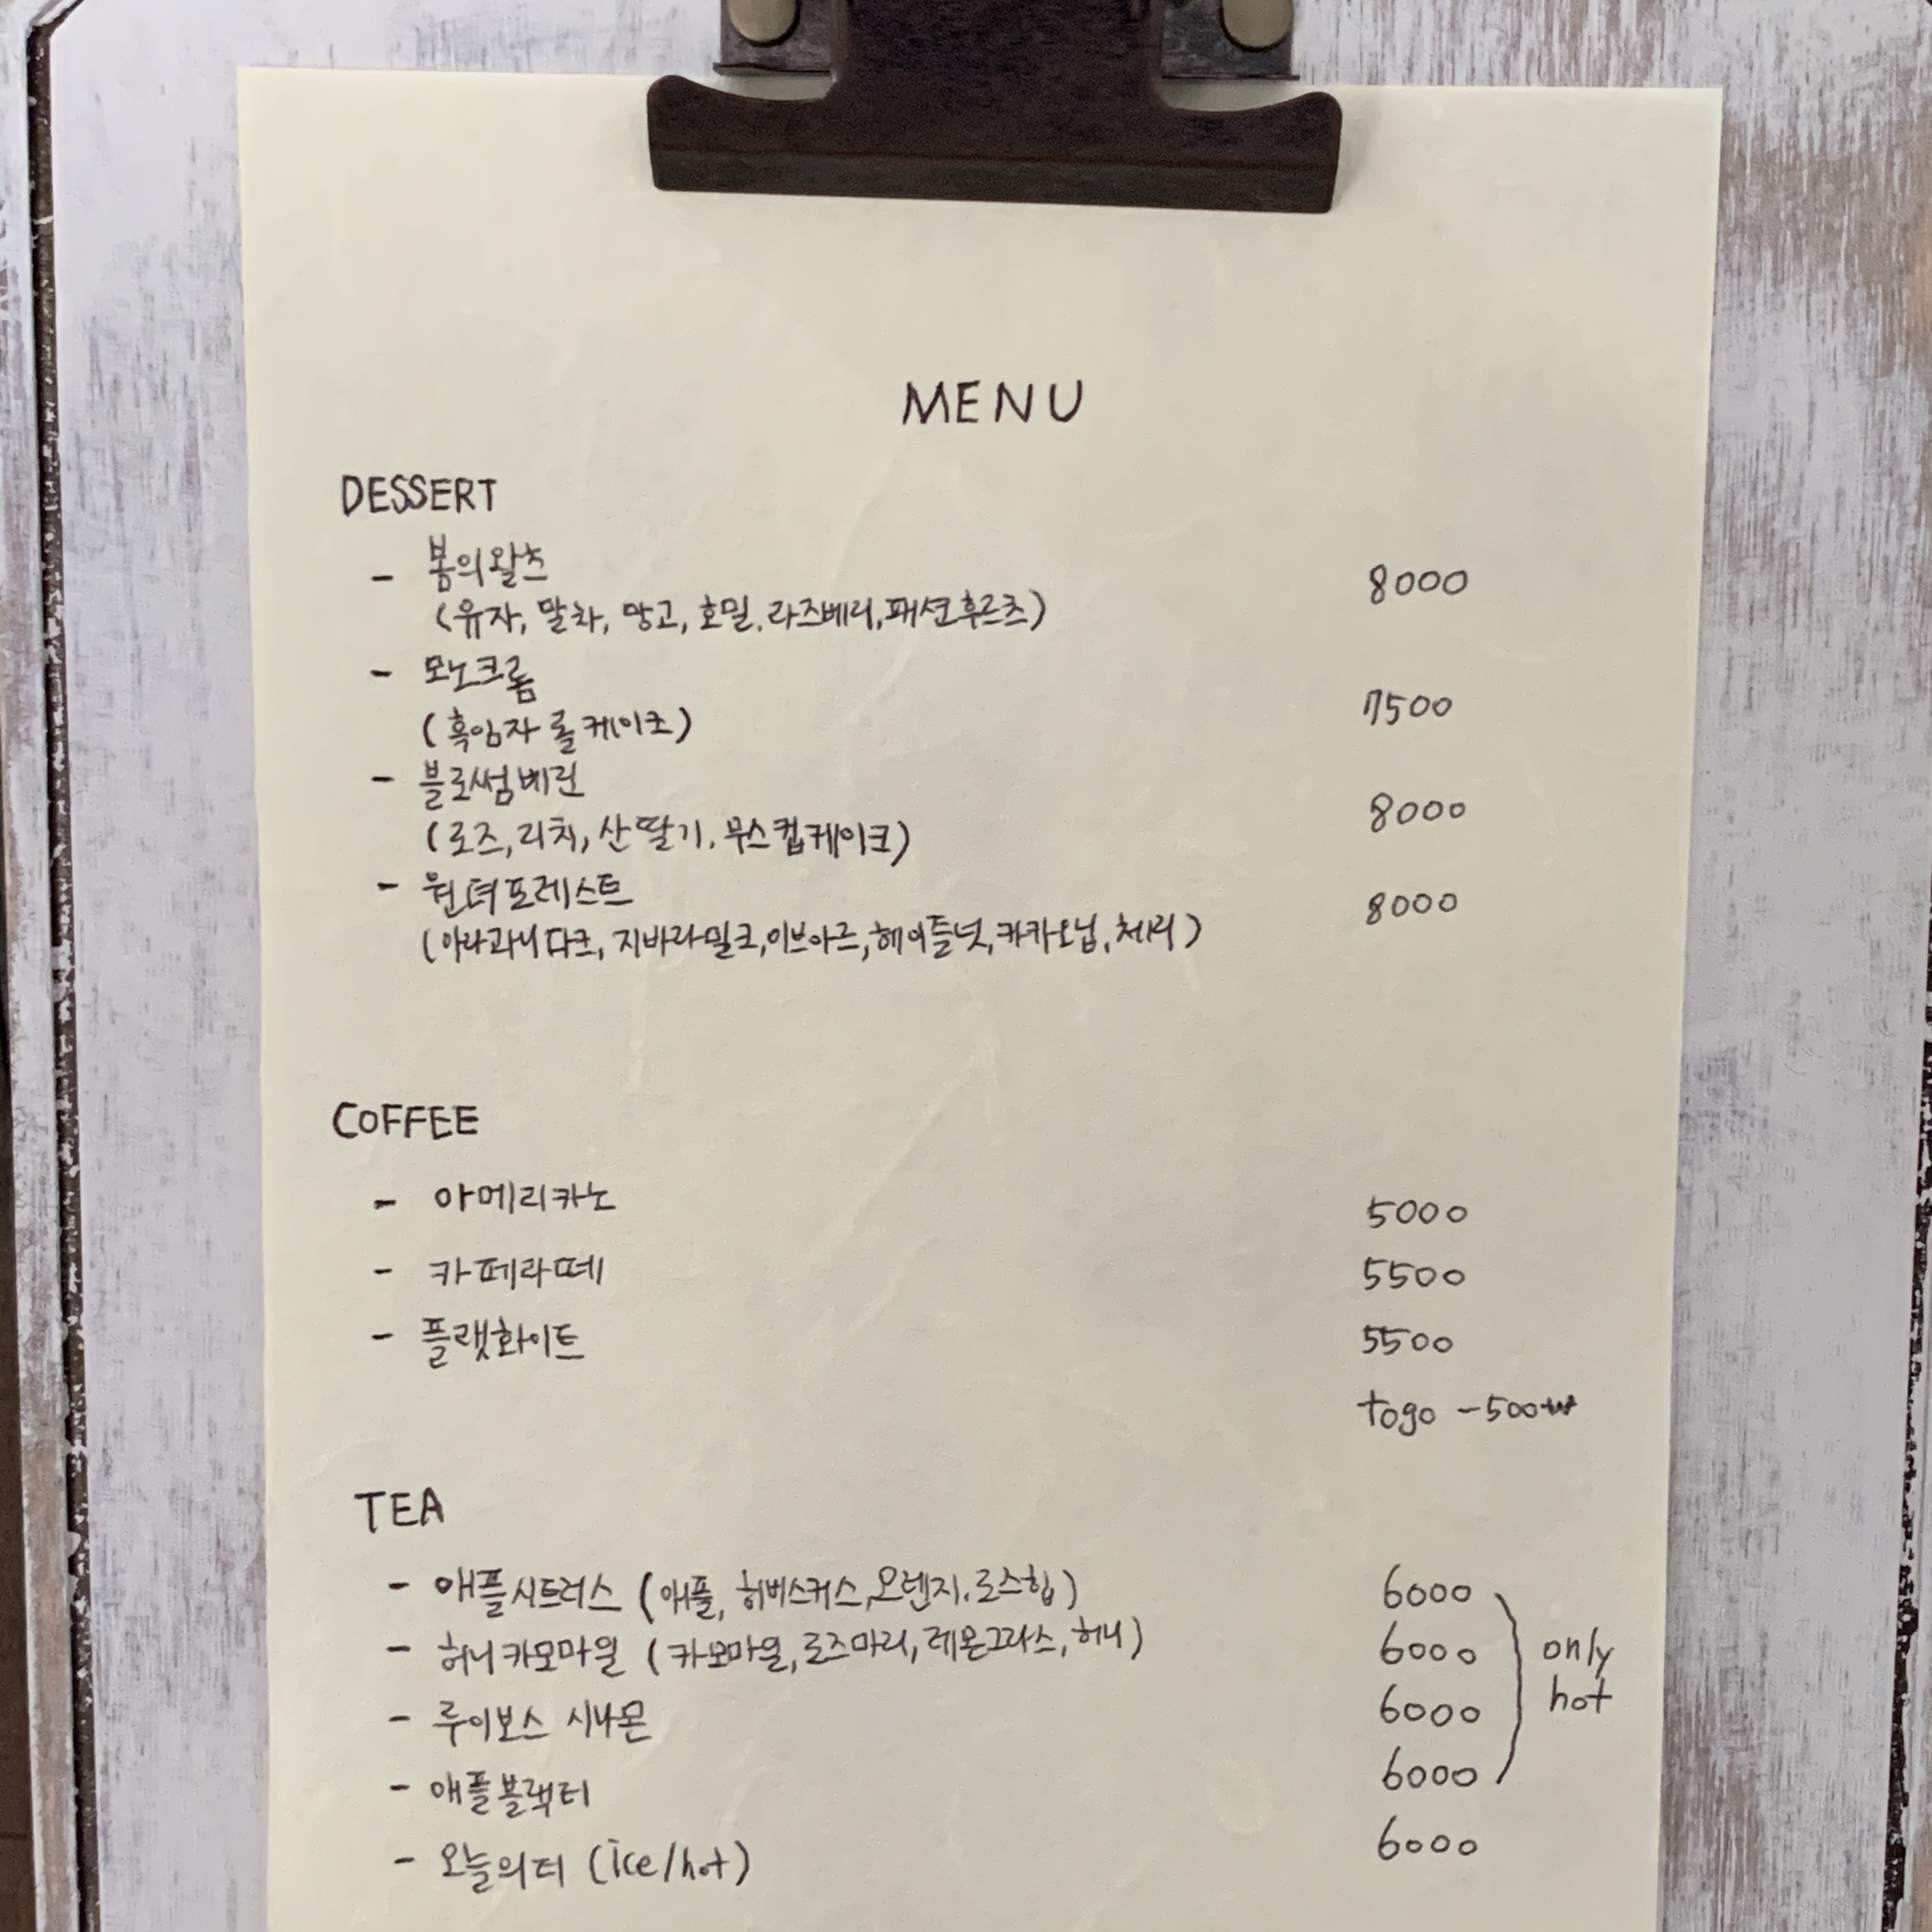 MENU
DESSERT
- 봄의왈츠 8000
(유자, 말차, 망고, 호밀, 라즈베리, 패션후르츠)
- 모노크롬 7500
(흑임자 롤케이크)
- 블로썸베린 8000
(로즈, 리치, 산딸기, 무스컵케이크)
- 원더포레스트 8000
(아라과니다크, 지바라밀크, 이브아르, 헤이즐넛, 카카오닙, 체리)
COFFEE
- 아메리카노 5000
- 카페라떼 5500
- 플랫화이트 5500
togo -500₩
TEA
- 애플시트러스 (애플, 히비스커스, 오렌지, 로즈힙) 6000
- 허니카모마일 (카모마일, 로즈마리, 레몬그라스, 허니) 6000
only
- 루이보스 시나몬 6000
hot
- 애플블랙티 6000
- 오늘의티 (ice/hot) 6000